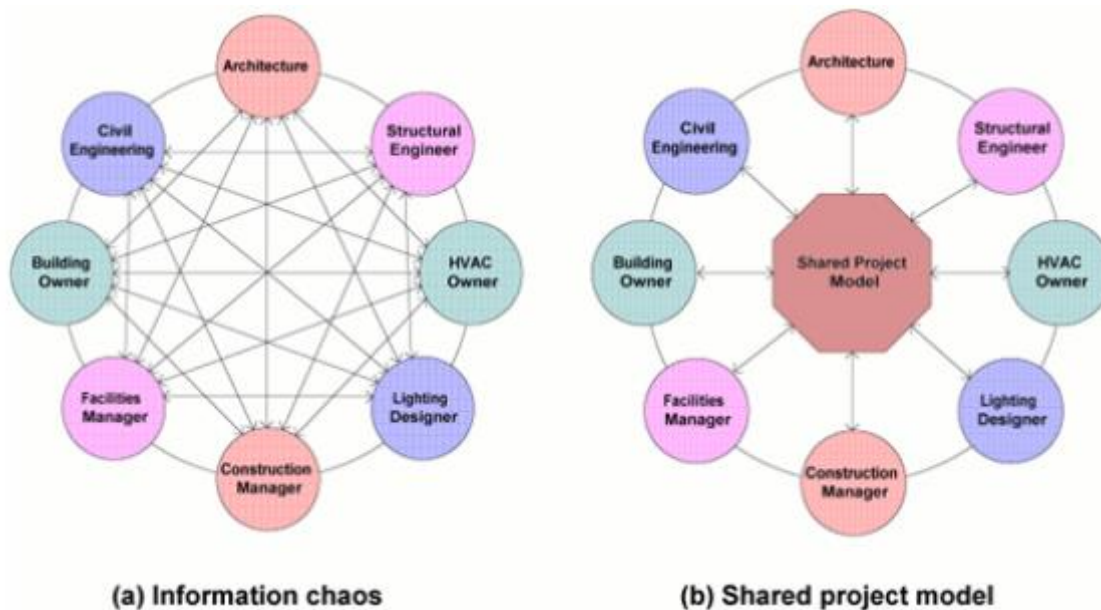 Architecture
Civil
Engineering
Structural
Engineer
Building
Owner
HVAC
Owner
Facilities
Manager
Lighting
Designer
Construction
Manager
(a) Information chaos
Architecture
Civil
Engineering
Structural
Engineer
Building
Owner
Shared Project
Model
HVAC
Owner
Facilities
Manager
Lighting
Designer
Construction
Manager
(b) Shared project model